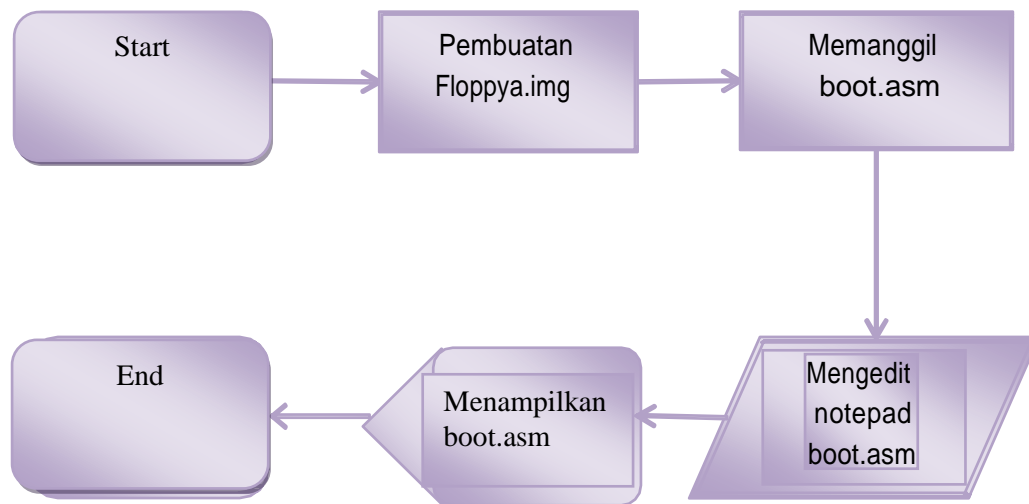 Start
Pembuatan
Floppya.img
Memanggil
boot.asm
Mengedit
notepad
boot.asm
Menampilkan
boot.asm
End